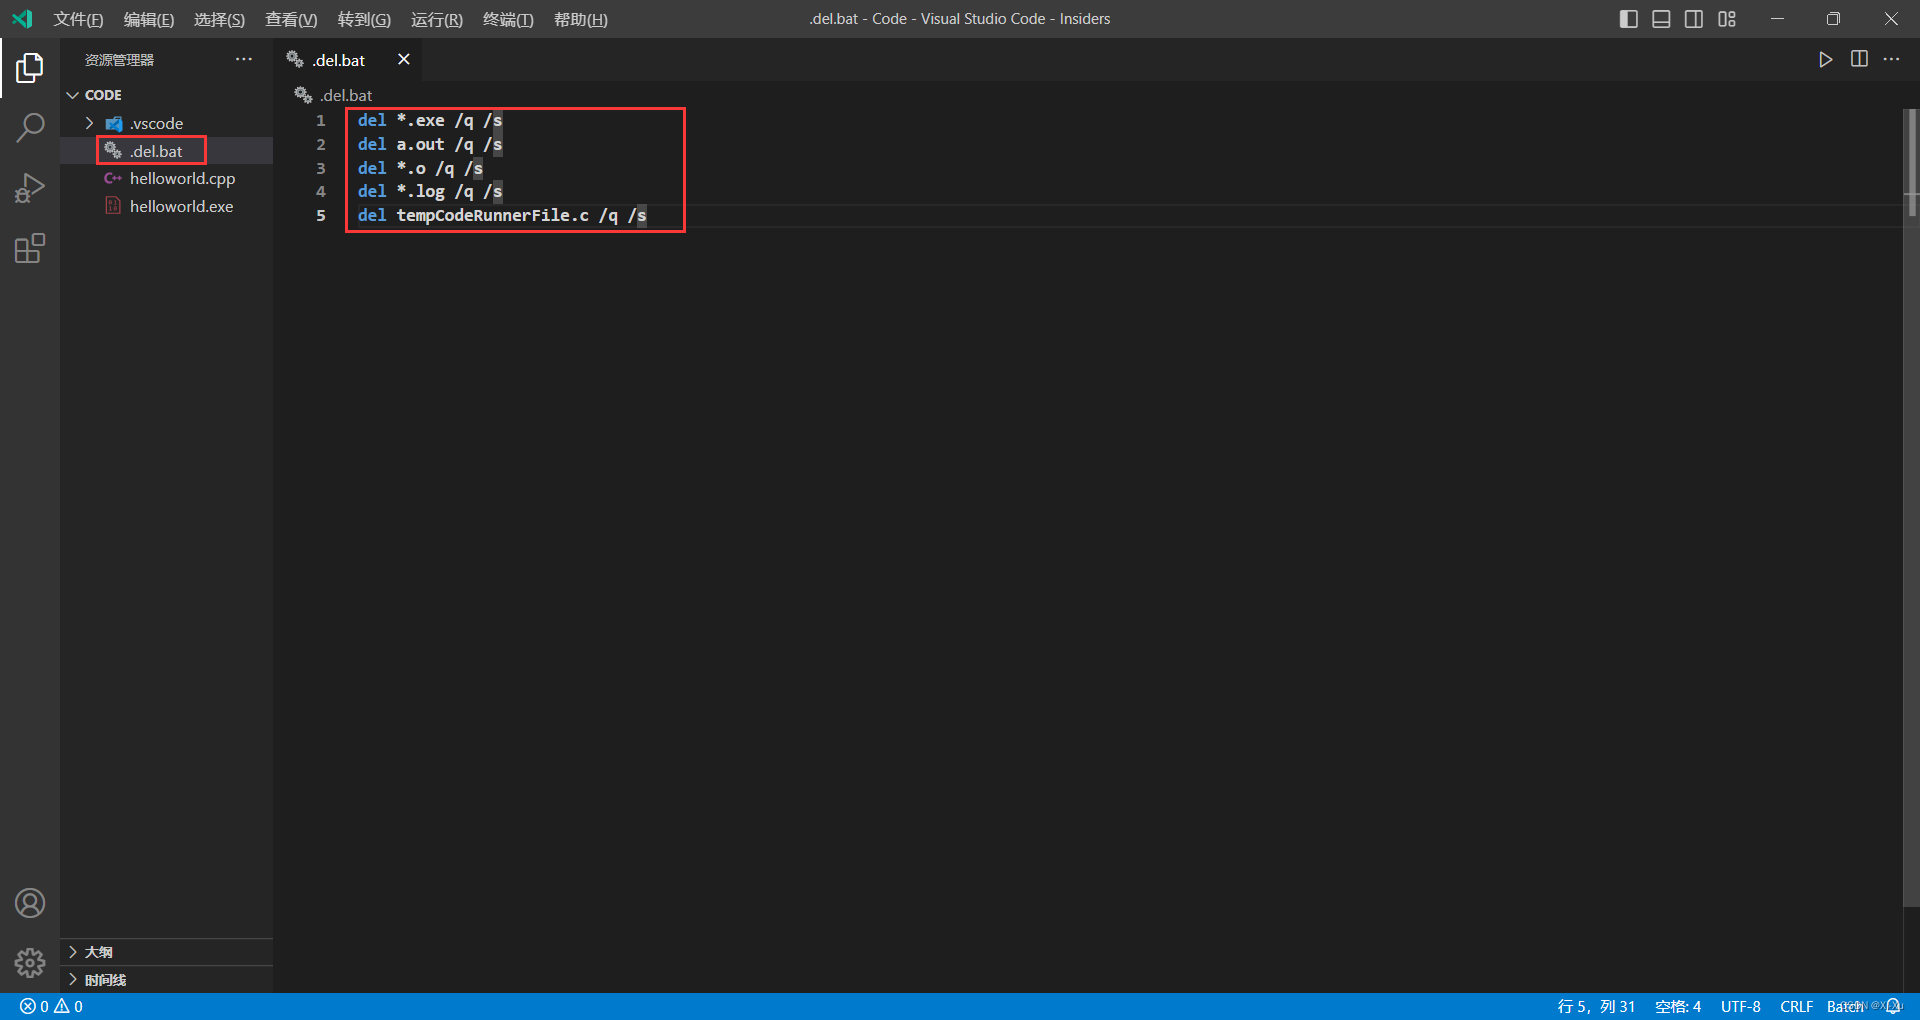 文件(F) 编辑(E) 选择(S) 查看(V) 转到(G) 运行(R) 终端(T) 帮助(H) .del.bat - Code - Visual Studio Code - Insiders
资源管理器
CODE
.vscode
.del.bat
helloworld.cpp
helloworld.exe
大纲
时间线
.del.bat
.del.bat
1 del *.exe /q /s
2 del a.out /q /s
3 del *.o /q /s
4 del *.log /q /s
5 del tempCodeRunnerFile.c /q /s
0 0 行 5，列 31 空格: 4 UTF-8 CRLF Batch